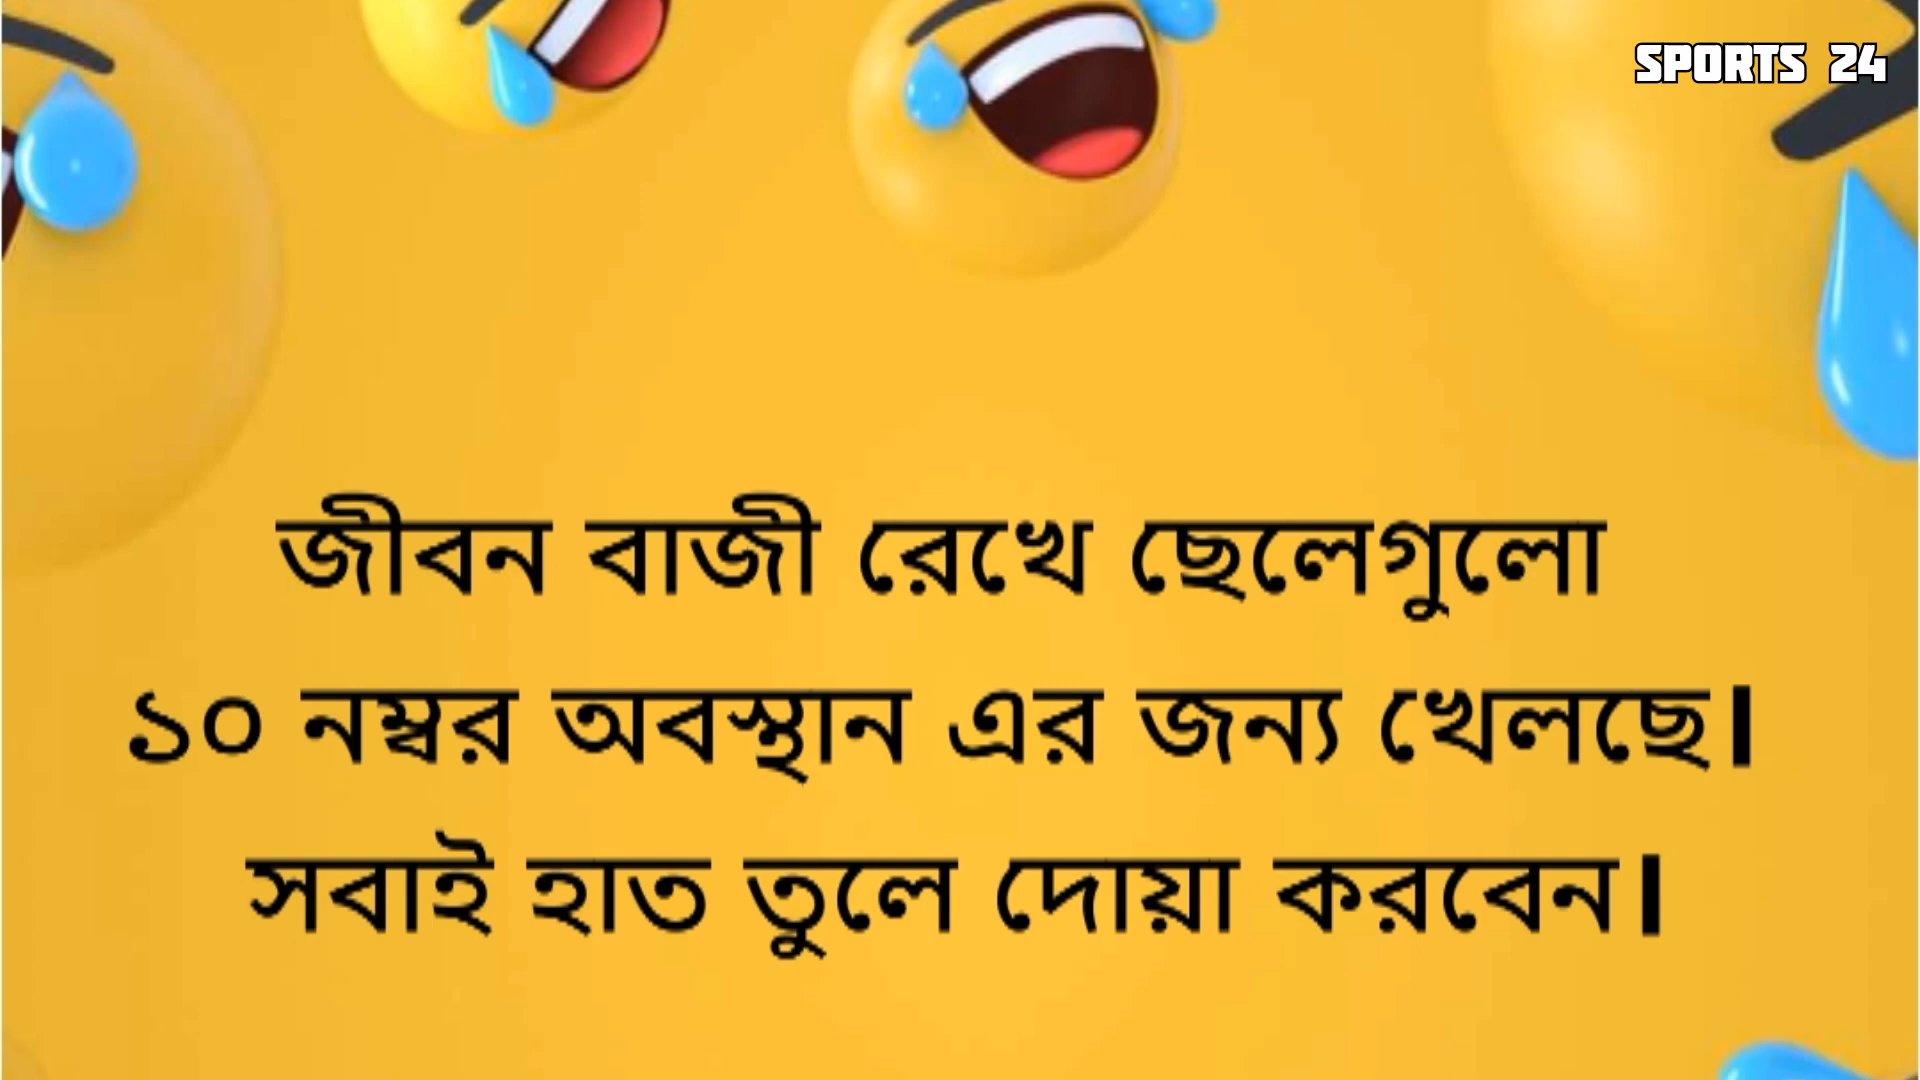 SPORTS 24
জীবন বাজী রেখে ছেলেগুলো
১০ নম্বর অবস্থান এর জন্য খেলছে।
সবাই হাত তুলে দোয়া করবেন।